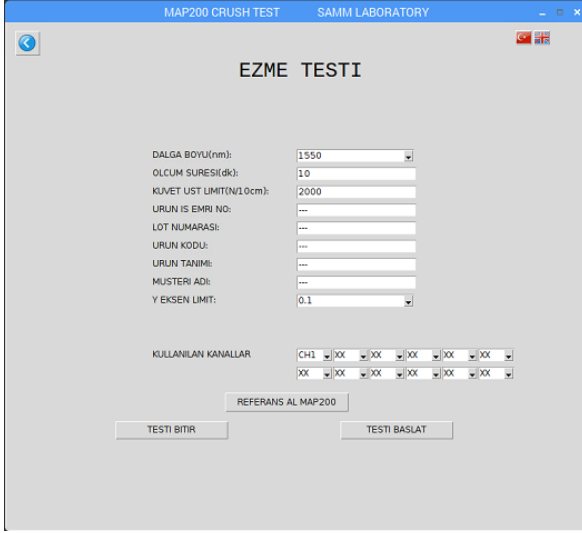 MAP200 CRUSH TEST SAMM LABORATORY
EZME TESTI
DALGA BOYU(nm): 1550
OLCUM SURESI(dk): 10
KUVET UST LIMIT(N/10cm): 2000
URUN IS EMRI NO: ---
LOT NUMARASI: ---
URUN KODU: ---
URUN TANIMI: ---
MUSTERI ADI: ---
Y EKSEN LIMIT: 0.1
KULLANILAN KANALLAR CH1 XX XX XX XX XX
XX XX XX XX XX XX
REFERANS AL MAP200
TESTI BITIR TESTI BASLAT